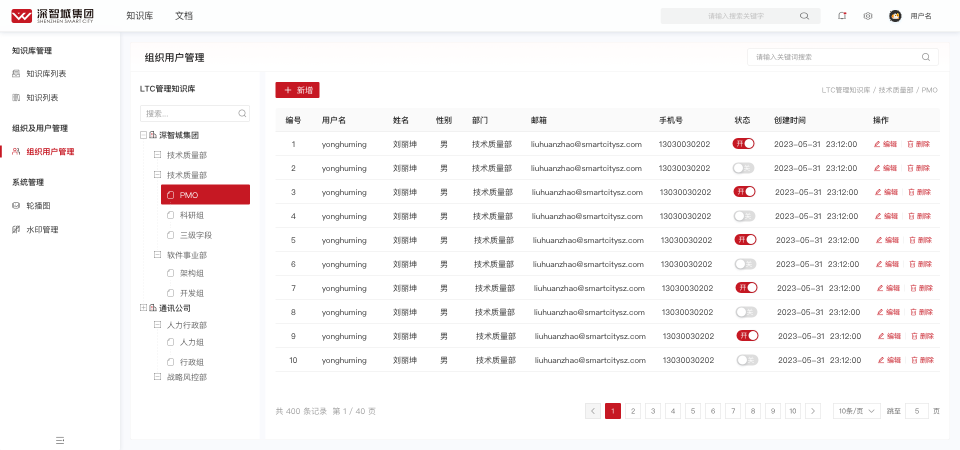 深智城集团 知识库 文档 请输入搜索关键字 用户名
SHENZHEN SMART CITY
知识库管理
知识库列表
知识列表
组织及用户管理
组织用户管理
系统管理
轮播图
水印管理
组织用户管理 请输入关键词搜索
LTC管理知识库
搜索...
深智城集团
技术质量部
技术质量部
PMO
科研组
三级字段
软件事业部
架构组
开发组
通讯公司
人力行政部
人力组
行政组
战略风控部
+ 新增 LTC管理知识库 / 技术质量部 / PMO
编号 用户名 姓名 性别 部门 邮箱 手机号 状态 创建时间 操作
1 yonghuming 刘丽坤 男 技术质量部 liuhuanzhao@smartcitysz.com 13030030202 开 2023-05-31 23:12:00 编辑 删除
2 yonghuming 刘丽坤 男 技术质量部 liuhuanzhao@smartcitysz.com 13030030202 关 2023-05-31 23:12:00 编辑 删除
3 yonghuming 刘丽坤 男 技术质量部 liuhuanzhao@smartcitysz.com 13030030202 开 2023-05-31 23:12:00 编辑 删除
4 yonghuming 刘丽坤 男 技术质量部 liuhuanzhao@smartcitysz.com 13030030202 关 2023-05-31 23:12:00 编辑 删除
5 yonghuming 刘丽坤 男 技术质量部 liuhuanzhao@smartcitysz.com 13030030202 开 2023-05-31 23:12:00 编辑 删除
6 yonghuming 刘丽坤 男 技术质量部 liuhuanzhao@smartcitysz.com 13030030202 关 2023-05-31 23:12:00 编辑 删除
7 yonghuming 刘丽坤 男 技术质量部 liuhuanzhao@smartcitysz.com 13030030202 开 2023-05-31 23:12:00 编辑 删除
8 yonghuming 刘丽坤 男 技术质量部 liuhuanzhao@smartcitysz.com 13030030202 关 2023-05-31 23:12:00 编辑 删除
9 yonghuming 刘丽坤 男 技术质量部 liuhuanzhao@smartcitysz.com 13030030202 开 2023-05-31 23:12:00 编辑 删除
10 yonghuming 刘丽坤 男 技术质量部 liuhuanzhao@smartcitysz.com 13030030202 关 2023-05-31 23:12:00 编辑 删除
共 400 条记录 第 1 / 40 页 1 2 3 4 5 6 7 8 9 10 10条/页 跳至 5 页